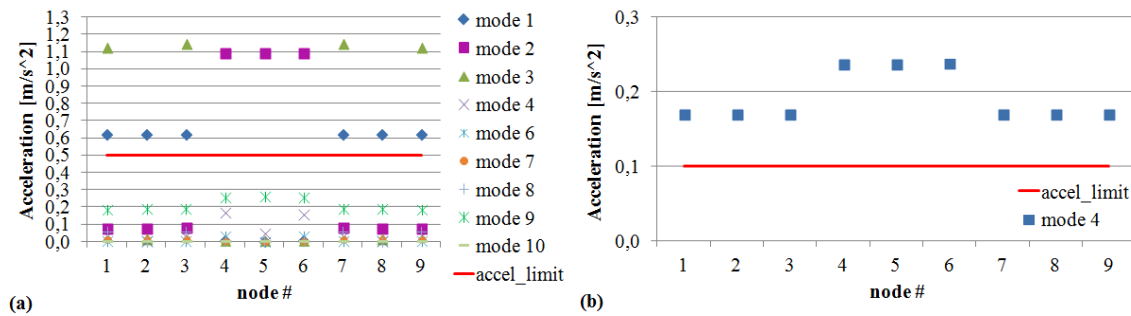 Acceleration [m/s^2]
1,3
1,2
1,1
1,0
0,9
0,8
0,7
0,6
0,5
0,4
0,3
0,2
0,1
0,0
1 2 3 4 5 6 7 8 9
node #
(a)
mode 1
mode 2
mode 3
mode 4
mode 6
mode 7
mode 8
mode 9
mode 10
accel_limit
Acceleration [m/s^2]
0,3
0,2
0,1
0,0
accel_limit
mode 4
1 2 3 4 5 6 7 8 9
node #
(b)